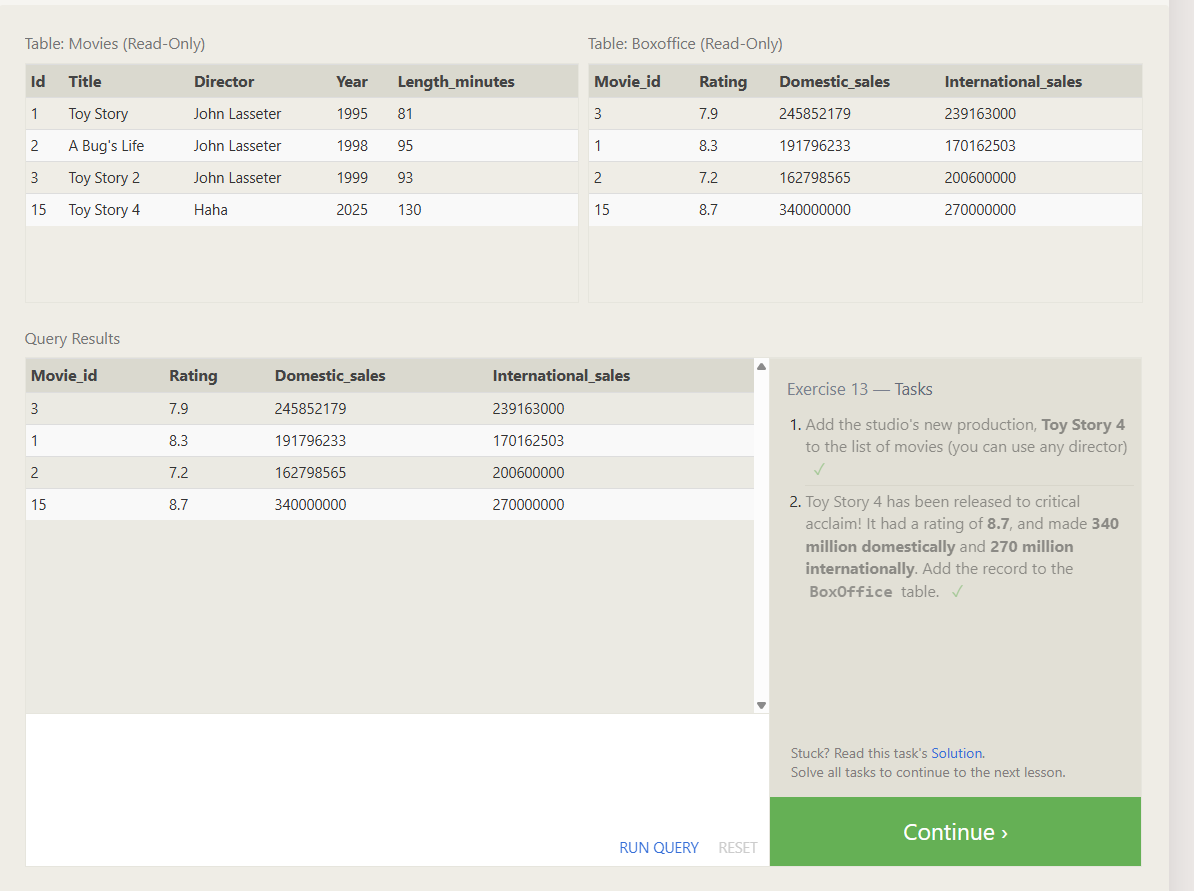 Table: Movies (Read-Only)
Id Title Director Year Length_minutes
1 Toy Story John Lasseter 1995 81
2 A Bug's Life John Lasseter 1998 95
3 Toy Story 2 John Lasseter 1999 93
15 Toy Story 4 Haha 2025 130
Table: Boxoffice (Read-Only)
Movie_id Rating Domestic_sales International_sales
3 7.9 245852179 239163000
1 8.3 191796233 170162503
2 7.2 162798565 200600000
15 8.7 340000000 270000000
Query Results
Movie_id Rating Domestic_sales International_sales
3 7.9 245852179 239163000
1 8.3 191796233 170162503
2 7.2 162798565 200600000
15 8.7 340000000 270000000
RUN QUERY RESET
Exercise 13 — Tasks
1. Add the studio's new production, Toy Story 4
to the list of movies (you can use any director)
✓
2. Toy Story 4 has been released to critical
acclaim! It had a rating of 8.7, and made 340
million domestically and 270 million
internationally. Add the record to the
BoxOffice table. ✓
Stuck? Read this task's Solution.
Solve all tasks to continue to the next lesson.
Continue ›